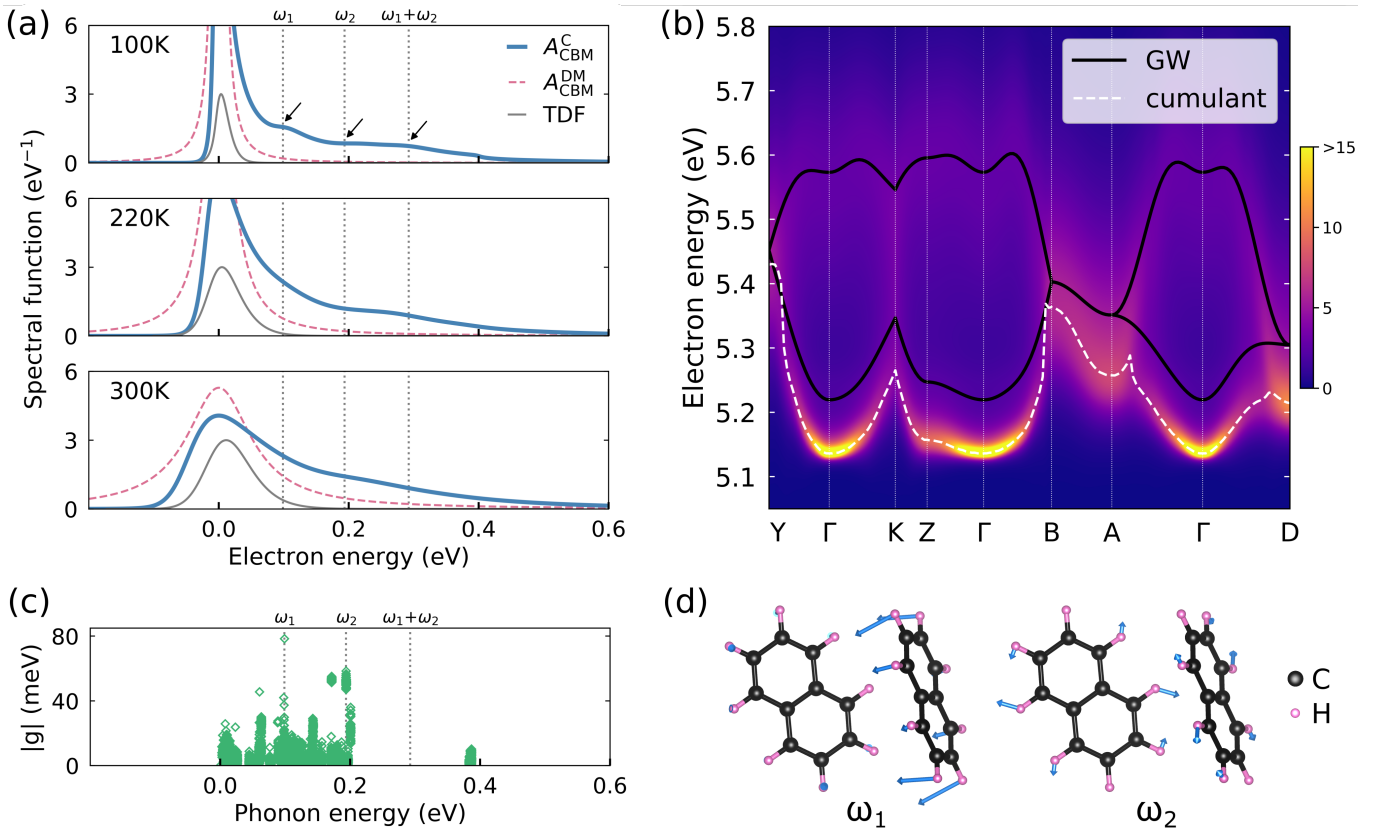 (a)
ω₁ ω₂ ω₁+ω₂
6
3
0
100K
A^C_CBM
A^DM_CBM
TDF
6
3
0
220K
6
3
0
300K
Spectral function (eV⁻¹)
0.0 0.2 0.4 0.6
Electron energy (eV)
(b)
5.8
5.7
5.6
5.5
5.4
5.3
5.2
5.1
Electron energy (eV)
GW
cumulant
>15
10
5
0
Y Γ K Z Γ B A Γ D
(c)
ω₁ ω₂ ω₁+ω₂
80
40
0
|g| (meV)
0.0 0.2 0.4 0.6
Phonon energy (eV)
(d)
C
H
ω₁ ω₂